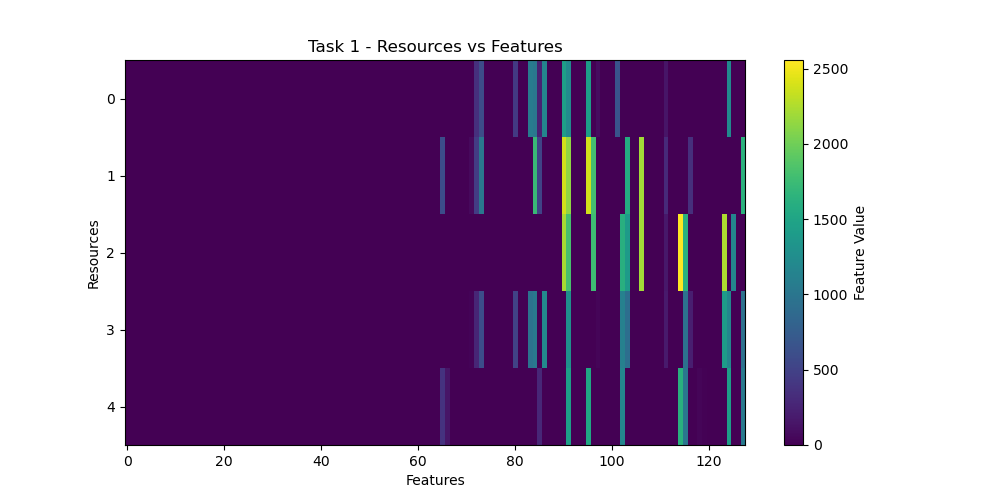 Task 1 - Resources vs Features
Resources
0
1
2
3
4
0 20 40 60 80 100 120
Features
2500
2000
1500
1000
500
0
Feature Value